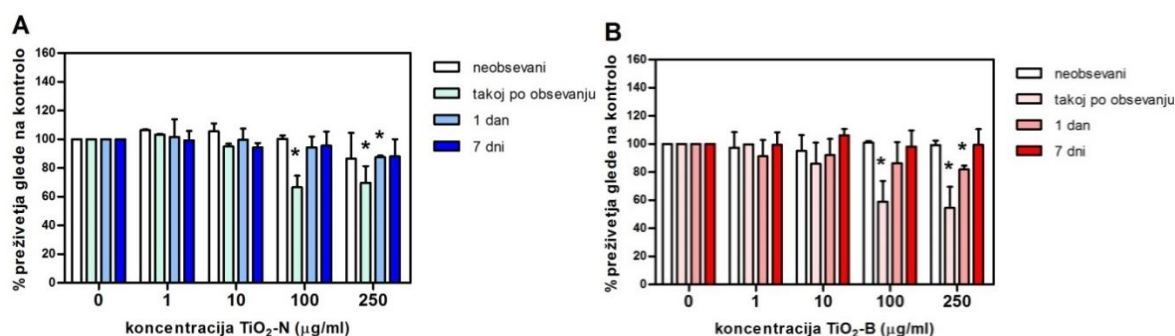 A
% preživetja glede na kontrolo
160
140
120
100
80
60
40
20
0
* * *
0 1 10 100 250
koncentracija TiO₂-N (µg/ml)
neobsevani
takoj po obsevanju
1 dan
7 dni
B
% preživetja glede na kontrolo
160
140
120
100
80
60
40
20
0
* * *
0 1 10 100 250
koncentracija TiO₂-B (µg/ml)
neobsevani
takoj po obsevanju
1 dan
7 dni